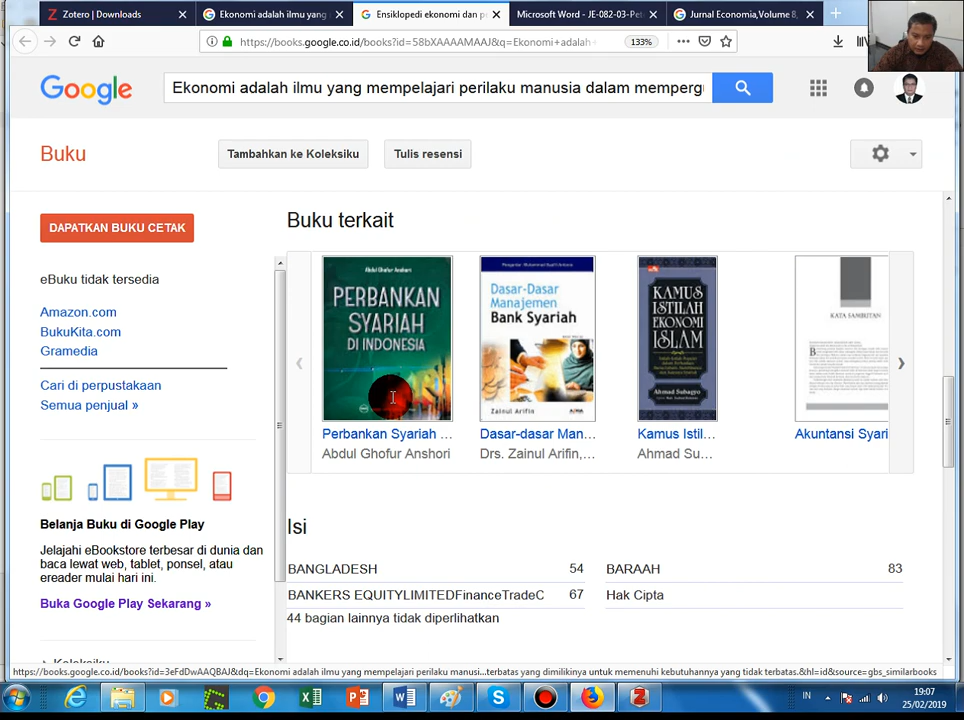 Zotero | Downloads
Ekonomi adalah ilmu yang
Ensiklopedi ekonomi dan p
Microsoft Word - JE-082-03-Pet
Jurnal Economia,Volume 8,
https://books.google.co.id/books?id=58bXAAAAMAAJ&q=Ekonomi+adalah+
133%
Google
Ekonomi adalah ilmu yang mempelajari perilaku manusia dalam memperg
Buku
Tambahkan ke Koleksiku
Tulis resensi
DAPATKAN BUKU CETAK
eBuku tidak tersedia
Amazon.com
BukuKita.com
Gramedia
Cari di perpustakaan
Semua penjual »
Belanja Buku di Google Play
Jelajahi eBookstore terbesar di dunia dan
baca lewat web, tablet, ponsel, atau
ereader mulai hari ini.
Buka Google Play Sekarang »
Koleksiku
Buku terkait
Abdul Ghofur Anshori
PERBANKAN
SYARIAH
DI INDONESIA
Perbankan Syariah ...
Abdul Ghofur Anshori
Dasar-Dasar
Manajemen
Bank Syariah
Zainul Arifin
Dasar-dasar Man...
Drs. Zainul Arifin,...
KAMUS
ISTILAH
EKONOMI
ISLAM
Ahmad Subagyo
Kamus Istil...
Ahmad Su...
KATA SAMBUTAN
Akuntansi Syari
Isi
BANGLADESH 54
BARAAH 83
BANKERS EQUITYLIMITEDFinanceTradeC 67
Hak Cipta
44 bagian lainnya tidak diperlihatkan
https://books.google.co.id/books?id=3eFdDwAAQBAJ&dq=Ekonomi adalah ilmu yang mempelajari perilaku manusi...terbatas yang dimilikinya untuk memenuhi kebutuhannya yang tidak terbatas.&hl=id&source=gbs_similarbooks
IN
19:07
25/02/2019